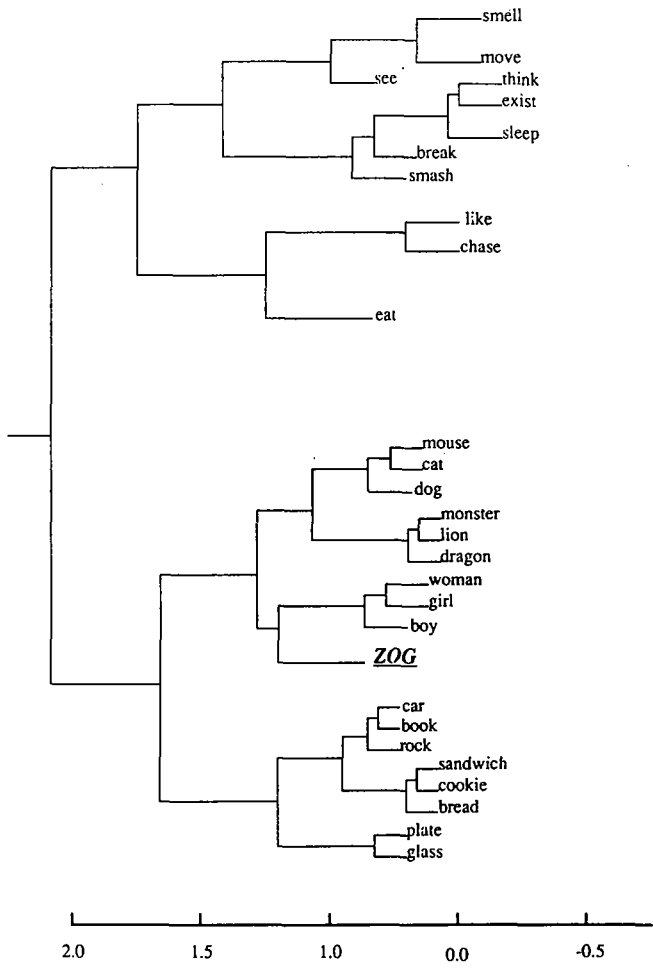 smell
move
see
think
exist
sleep
break
smash
like
chase
eat
mouse
cat
dog
monster
lion
dragon
woman
girl
boy
ZOG
car
book
rock
sandwich
cookie
bread
plate
glass
2.0 1.5 1.0 0.0 -0.5